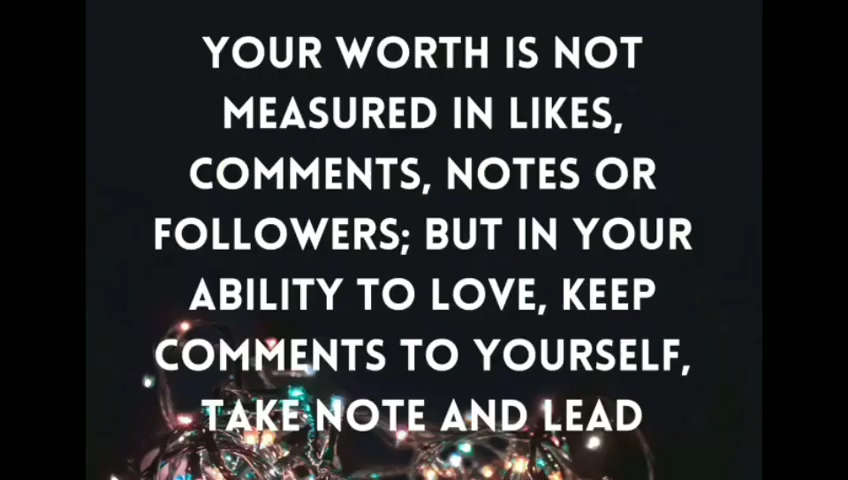 YOUR WORTH IS NOT
MEASURED IN LIKES,
COMMENTS, NOTES OR
FOLLOWERS; BUT IN YOUR
ABILITY TO LOVE, KEEP
COMMENTS TO YOURSELF,
TAKE NOTE AND LEAD